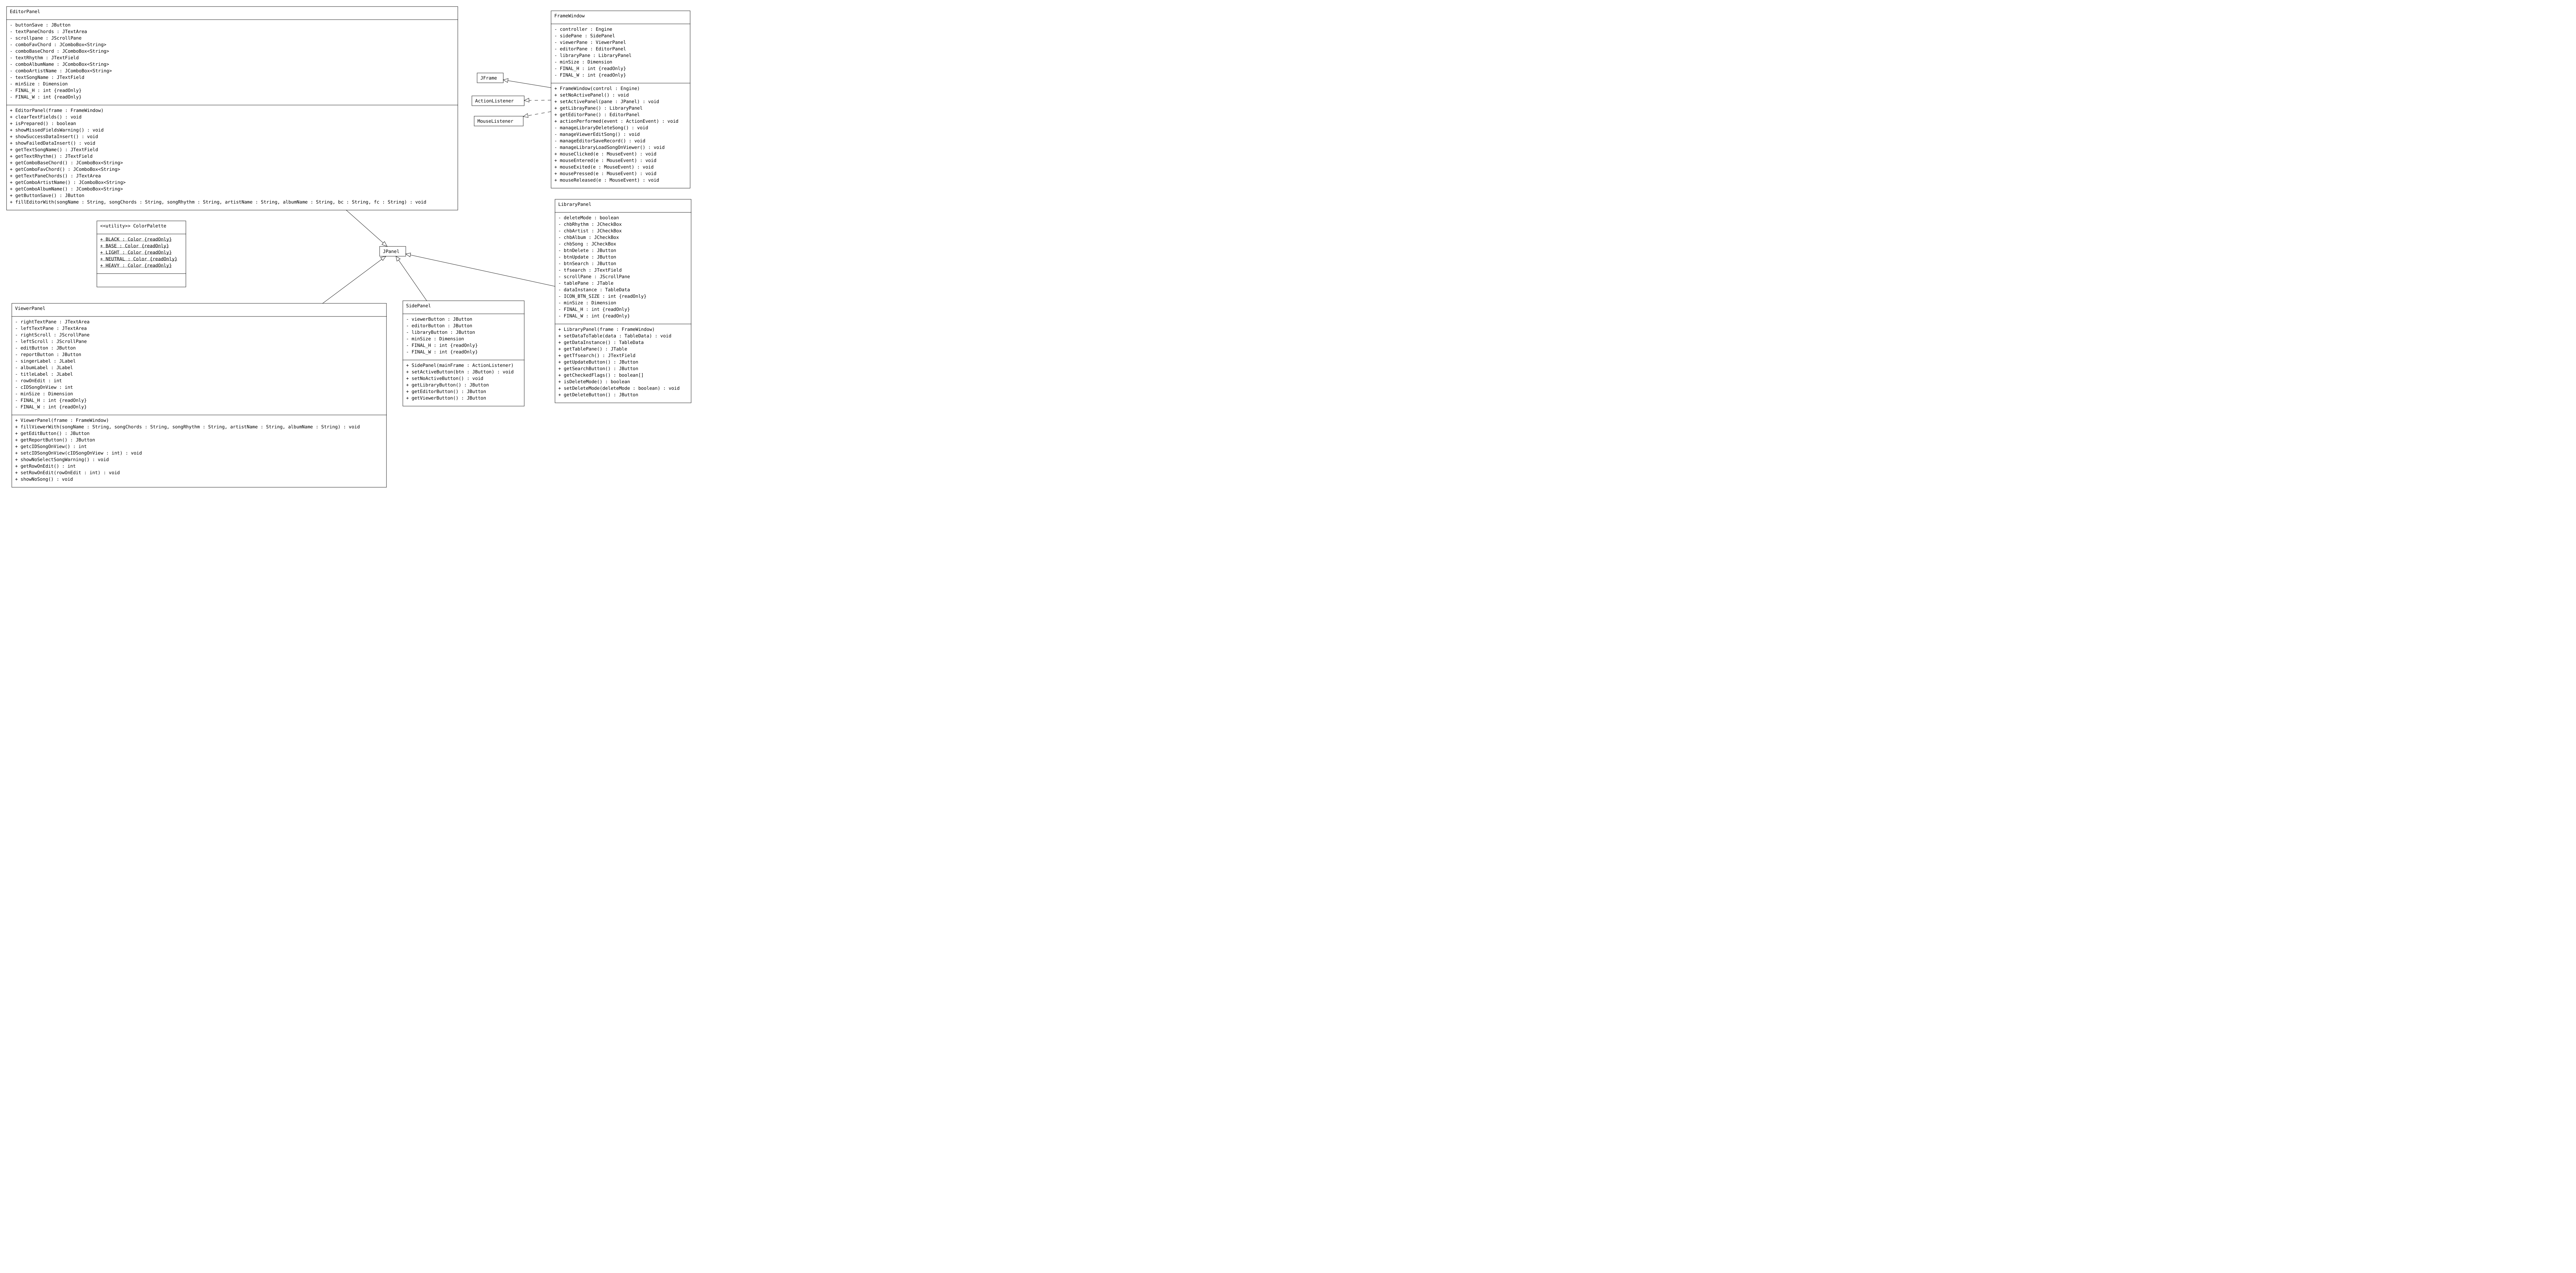 EditorPanel
- buttonSave : JButton
- textPaneChords : JTextArea
- scrollpane : JScrollPane
- comboFavChord : JComboBox<String>
- comboBaseChord : JComboBox<String>
- textRhythm : JTextField
- comboAlbumName : JComboBox<String>
- comboArtistName : JComboBox<String>
- textSongName : JTextField
- minSize : Dimension
- FINAL_H : int {readOnly}
- FINAL_W : int {readOnly}
+ EditorPanel(frame : FrameWindow)
+ clearTextFields() : void
+ isPrepared() : boolean
+ showMissedFieldsWarning() : void
+ showSuccessDataInsert() : void
+ showFailedDataInsert() : void
+ getTextSongName() : JTextField
+ getTextRhythm() : JTextField
+ getComboBaseChord() : JComboBox<String>
+ getComboFavChord() : JComboBox<String>
+ getTextPaneChords() : JTextArea
+ getComboArtistName() : JComboBox<String>
+ getComboAlbumName() : JComboBox<String>
+ getButtonSave() : JButton
+ fillEditorWith(songName : String, songChords : String, songRhythm : String, artistName : String, albumName : String, bc : String, fc : String) : void
JFrame
ActionListener
MouseListener
FrameWindow
- controller : Engine
- sidePane : SidePanel
- viewerPane : ViewerPanel
- editorPane : EditorPanel
- libraryPane : LibraryPanel
- minSize : Dimension
- FINAL_H : int {readOnly}
- FINAL_W : int {readOnly}
+ FrameWindow(control : Engine)
+ setNoActivePanel() : void
+ setActivePanel(pane : JPanel) : void
+ getLibreyPane() : LibraryPanel
+ getEditorPane() : EditorPanel
+ actionPerformed(event : ActionEvent) : void
- manageLibraryDeleteSong() : void
- manageViewerEditSong() : void
- manageEditorSaveRecord() : void
- manageLibraryLoadSongOnViewer() : void
+ mouseClicked(e : MouseEvent) : void
+ mouseEntered(e : MouseEvent) : void
+ mouseExited(e : MouseEvent) : void
+ mousePressed(e : MouseEvent) : void
+ mouseReleased(e : MouseEvent) : void
<<utility>> ColorPalette
+ BLACK : Color {readOnly}
+ BASE : Color {readOnly}
+ LIGHT : Color {readOnly}
+ NEUTRAL : Color {readOnly}
+ HEAVY : Color {readOnly}
JPanel
LibraryPanel
- deleteMode : boolean
- chbRhythm : JCheckBox
- chbArtist : JCheckBox
- chbAlbum : JCheckBox
- chbSong : JCheckBox
- btnDelete : JButton
- btnUpdate : JButton
- btnSearch : JButton
- tfsearch : JTextField
- scrollPane : JScrollPane
- tablePane : JTable
- dataInstance : TableData
- ICON_BTN_SIZE : int {readOnly}
- minSize : Dimension
- FINAL_H : int {readOnly}
- FINAL_W : int {readOnly}
+ LibraryPanel(frame : FrameWindow)
+ setDataToTable(data : TableData) : void
+ getDataInstance() : TableData
+ getTablePane() : JTable
+ getTfsearch() : JTextField
+ getUpdateButton() : JButton
+ getSearchButton() : JButton
+ getCheckedFlags() : boolean[]
+ isDeleteMode() : boolean
+ setDeleteMode(deleteMode : boolean) : void
+ getDeleteButton() : JButton
ViewerPanel
- rightTextPane : JTextArea
- leftTextPane : JTextArea
- rightScroll : JScrollPane
- leftScroll : JScrollPane
- editButton : JButton
- reportButton : JButton
- singerLabel : JLabel
- albumLabel : JLabel
- titleLabel : JLabel
- rowOnEdit : int
- cIDSongOnView : int
- minSize : Dimension
- FINAL_H : int {readOnly}
- FINAL_W : int {readOnly}
+ ViewerPanel(frame : FrameWindow)
+ fillViewerWith(songName : String, songChords : String, songRhythm : String, artistName : String, albumName : String) : void
+ getEditButton() : JButton
+ getReportButton() : JButton
+ getcIDSongOnView() : int
+ setcIDSongOnView(cIDSongOnView : int) : void
+ showNoSelectSongWarning() : void
+ getRowOnEdit() : int
+ setRowOnEdit(rowOnEdit : int) : void
+ showNoSong() : void
SidePanel
- viewerButton : JButton
- editorButton : JButton
- libraryButton : JButton
- minSize : Dimension
- FINAL_H : int {readOnly}
- FINAL_W : int {readOnly}
+ SidePanel(mainFrame : ActionListener)
+ setActiveButton(btn : JButton) : void
+ setNoActiveButton() : void
+ getLibraryButton() : JButton
+ getEditorButton() : JButton
+ getViewerButton() : JButton